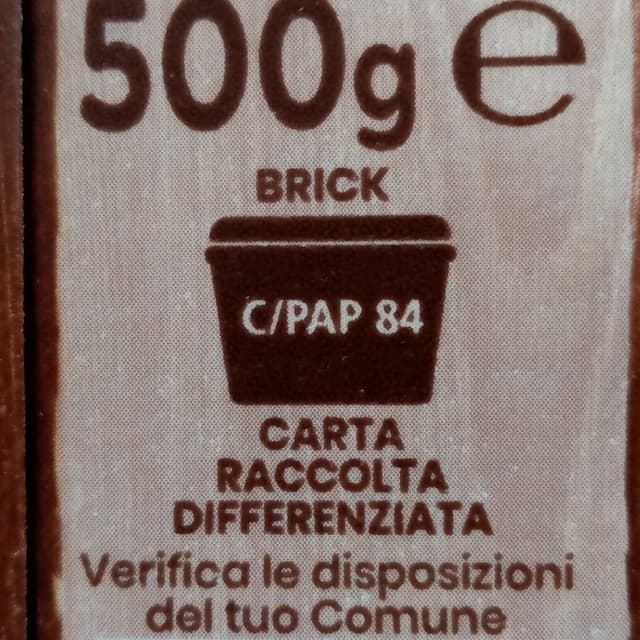 500g ℮
BRICK
C/PAP 84
CARTA
RACCOLTA
DIFFERENZIATA
Verifica le disposizioni
del tuo Comune